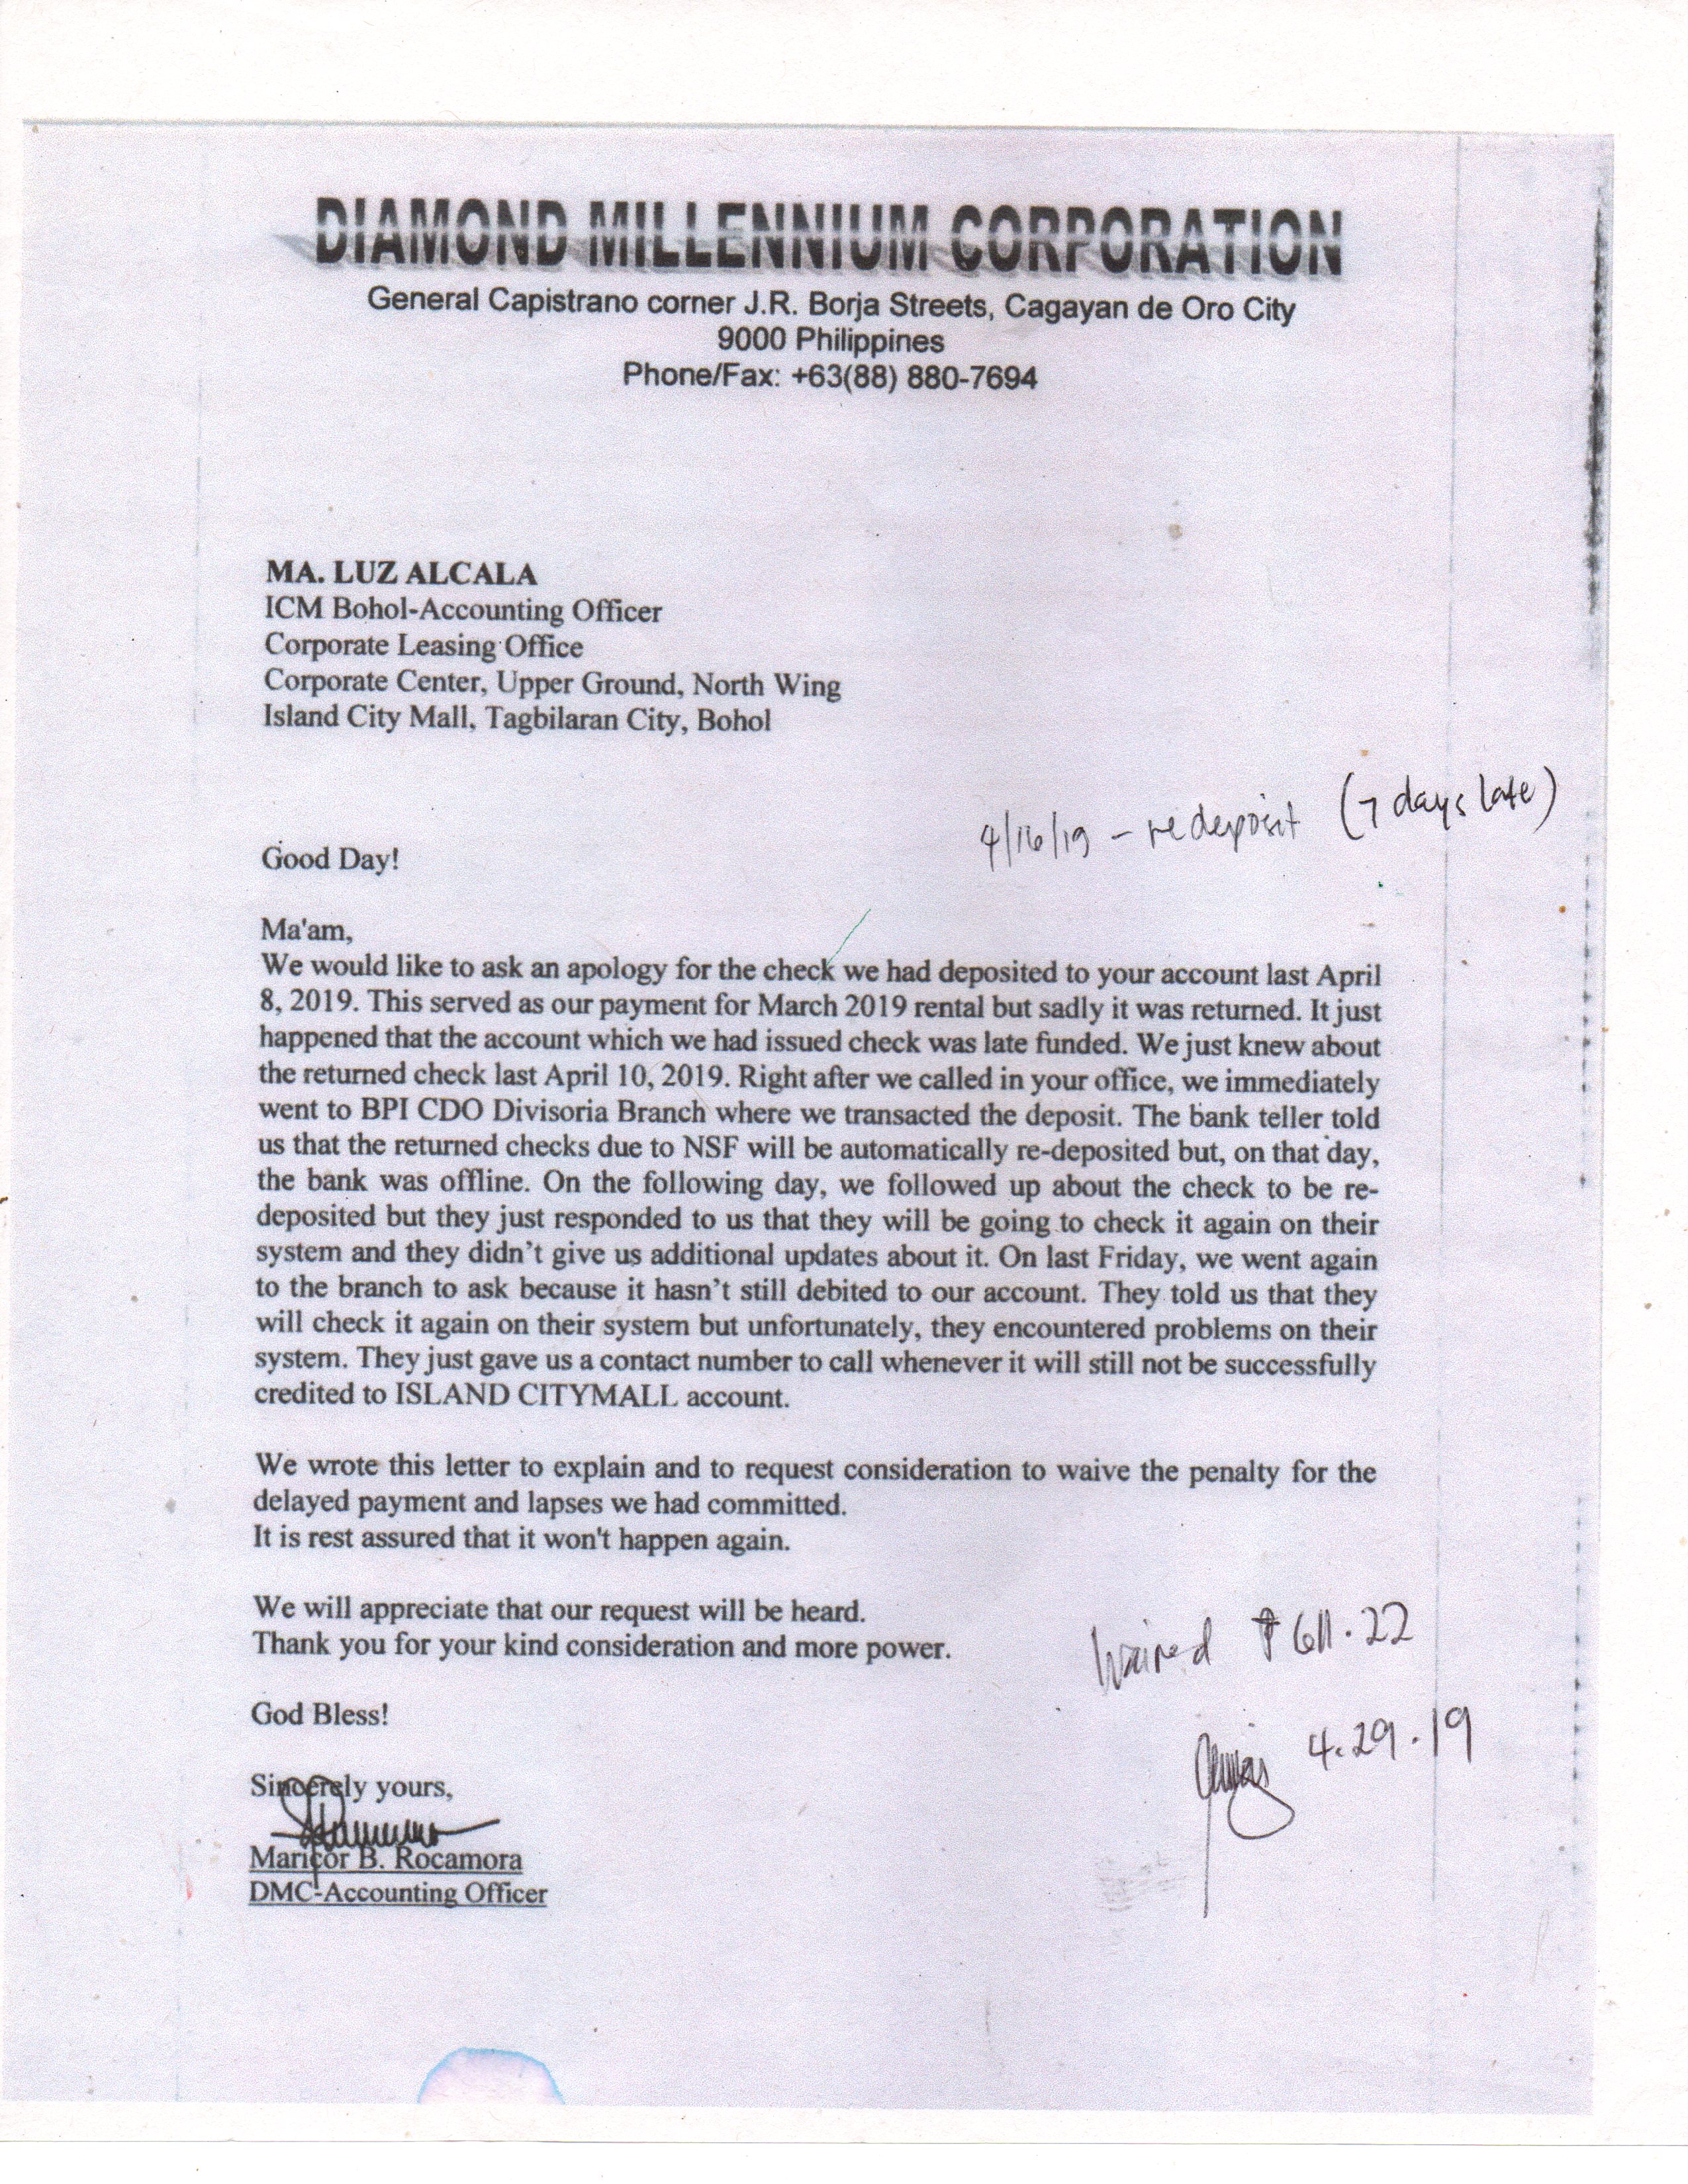 DIAMOND MILLENNIUM CORPORATION
General Capistrano corner J.R. Borja Streets, Cagayan de Oro City
9000 Philippines
Phone/Fax: +63(88) 880-7694
MA. LUZ ALCALA
ICM Bohol-Accounting Officer
Corporate Leasing Office
Corporate Center, Upper Ground, North Wing
Island City Mall, Tagbilaran City, Bohol
4/16/19 - redeposit (7 days late)
Good Day!
Ma'am,
We would like to ask an apology for the check we had deposited to your account last April
8, 2019. This served as our payment for March 2019 rental but sadly it was returned. It just
happened that the account which we had issued check was late funded. We just knew about
the returned check last April 10, 2019. Right after we called in your office, we immediately
went to BPI CDO Divisoria Branch where we transacted the deposit. The bank teller told
us that the returned checks due to NSF will be automatically re-deposited but, on that day,
the bank was offline. On the following day, we followed up about the check to be re-
deposited but they just responded to us that they will be going to check it again on their
system and they didn't give us additional updates about it. On last Friday, we went again
to the branch to ask because it hasn't still debited to our account. They told us that they
will check it again on their system but unfortunately, they encountered problems on their
system. They just gave us a contact number to call whenever it will still not be successfully
credited to ISLAND CITYMALL account.
We wrote this letter to explain and to request consideration to waive the penalty for the
delayed payment and lapses we had committed.
It is rest assured that it won't happen again.
We will appreciate that our request will be heard.
Thank you for your kind consideration and more power.
Waived ₱611.22
God Bless!
4.29.19
Sincerely yours,
Maricor B. Rocamora
DMC-Accounting Officer